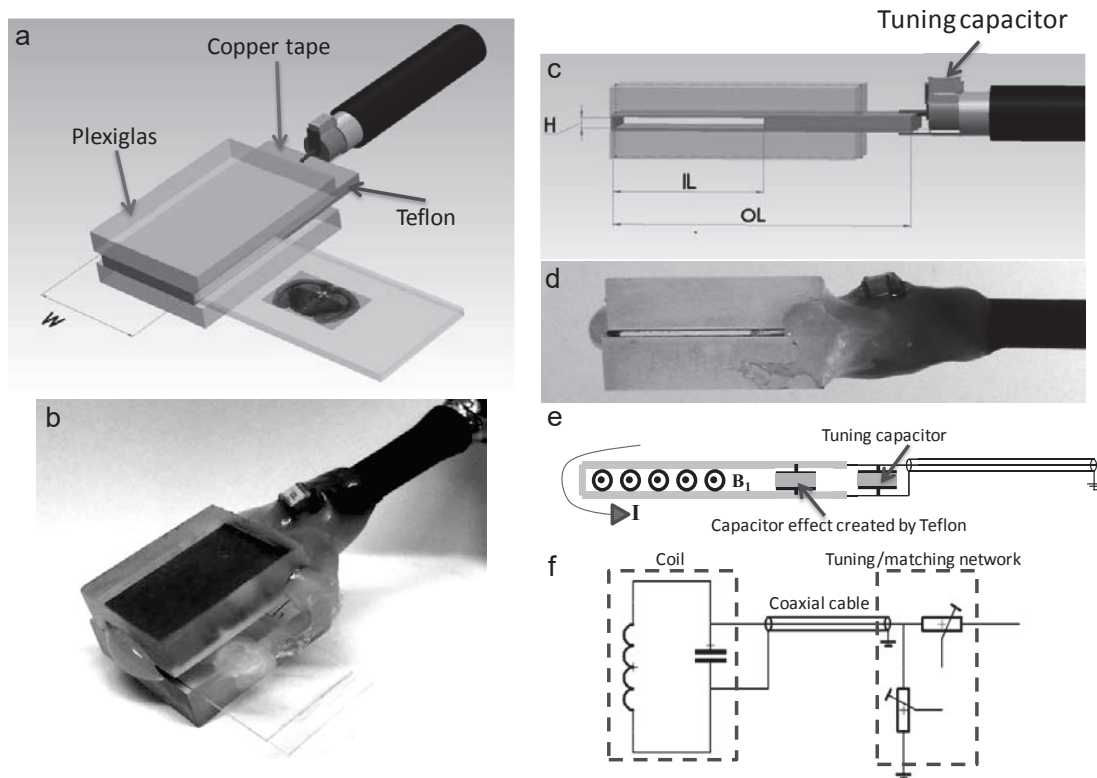 a
Copper tape
Plexiglas
Teflon
W
b
Tuning capacitor
c
H
IL
OL
d
e
Tuning capacitor
B1
I
Capacitor effect created by Teflon
f
Coil
Tuning/matching network
Coaxial cable